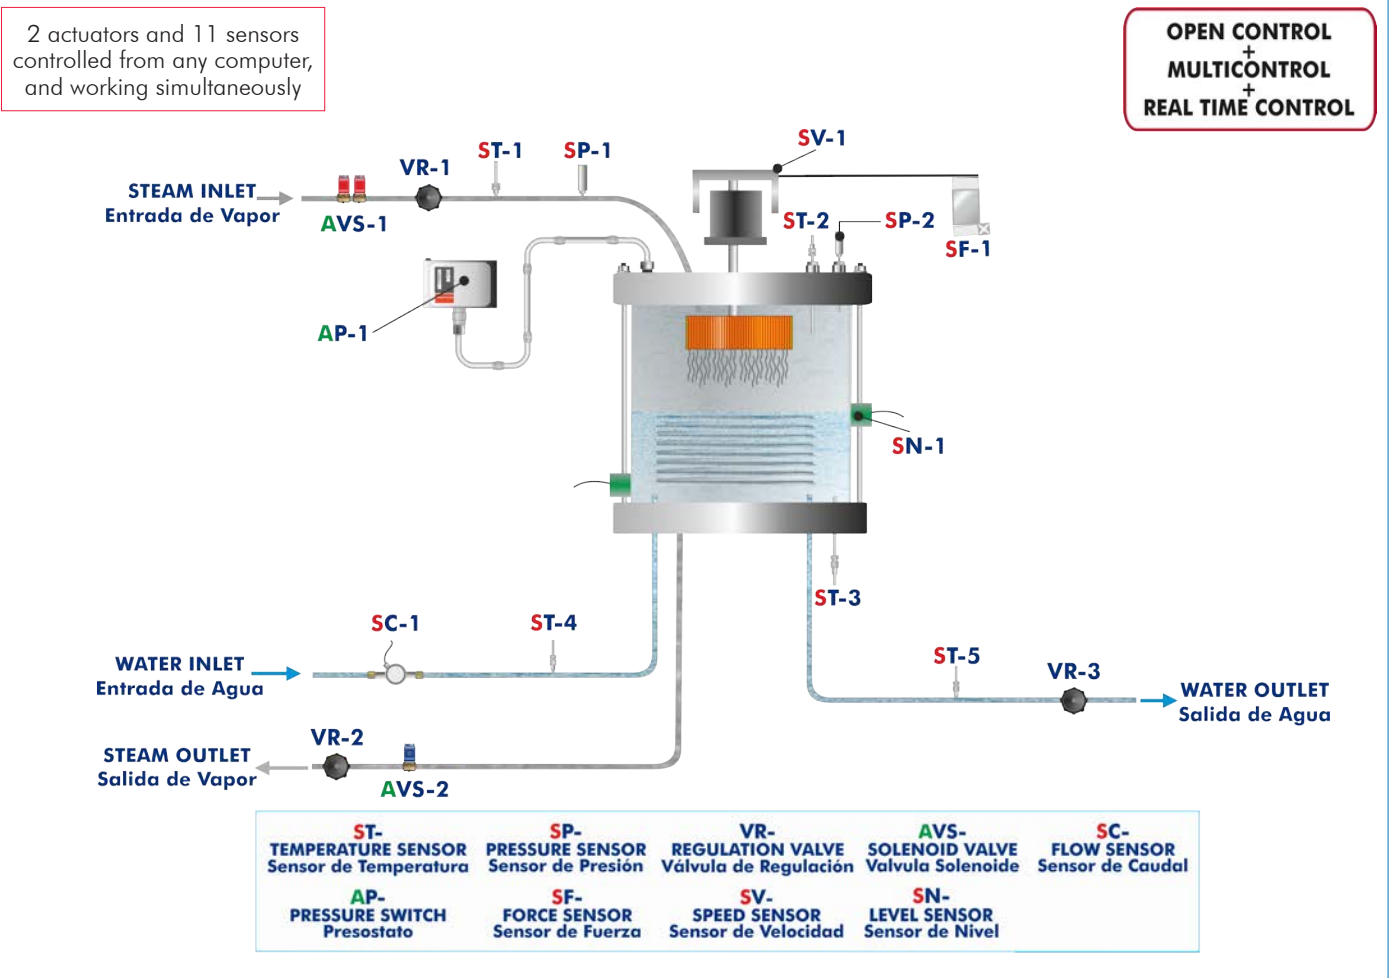 2 actuators and 11 sensors
controlled from any computer,
and working simultaneously
OPEN CONTROL
+
MULTICONTROL
+
REAL TIME CONTROL
SV-1
ST-1
SP-1
VR-1
STEAM INLET
Entrada de Vapor
AVS-1
ST-2
SP-2
SF-1
AP-1
SN-1
ST-3
SC-1
ST-4
WATER INLET
Entrada de Agua
ST-5
VR-3
WATER OUTLET
Salida de Agua
VR-2
STEAM OUTLET
Salida de Vapor
AVS-2
ST-
TEMPERATURE SENSOR
Sensor de Temperatura
SP-
PRESSURE SENSOR
Sensor de Presión
VR-
REGULATION VALVE
Válvula de Regulación
AVS-
SOLENOID VALVE
Valvula Solenoide
SC-
FLOW SENSOR
Sensor de Caudal
AP-
PRESSURE SWITCH
Presostato
SF-
FORCE SENSOR
Sensor de Fuerza
SV-
SPEED SENSOR
Sensor de Velocidad
SN-
LEVEL SENSOR
Sensor de Nivel